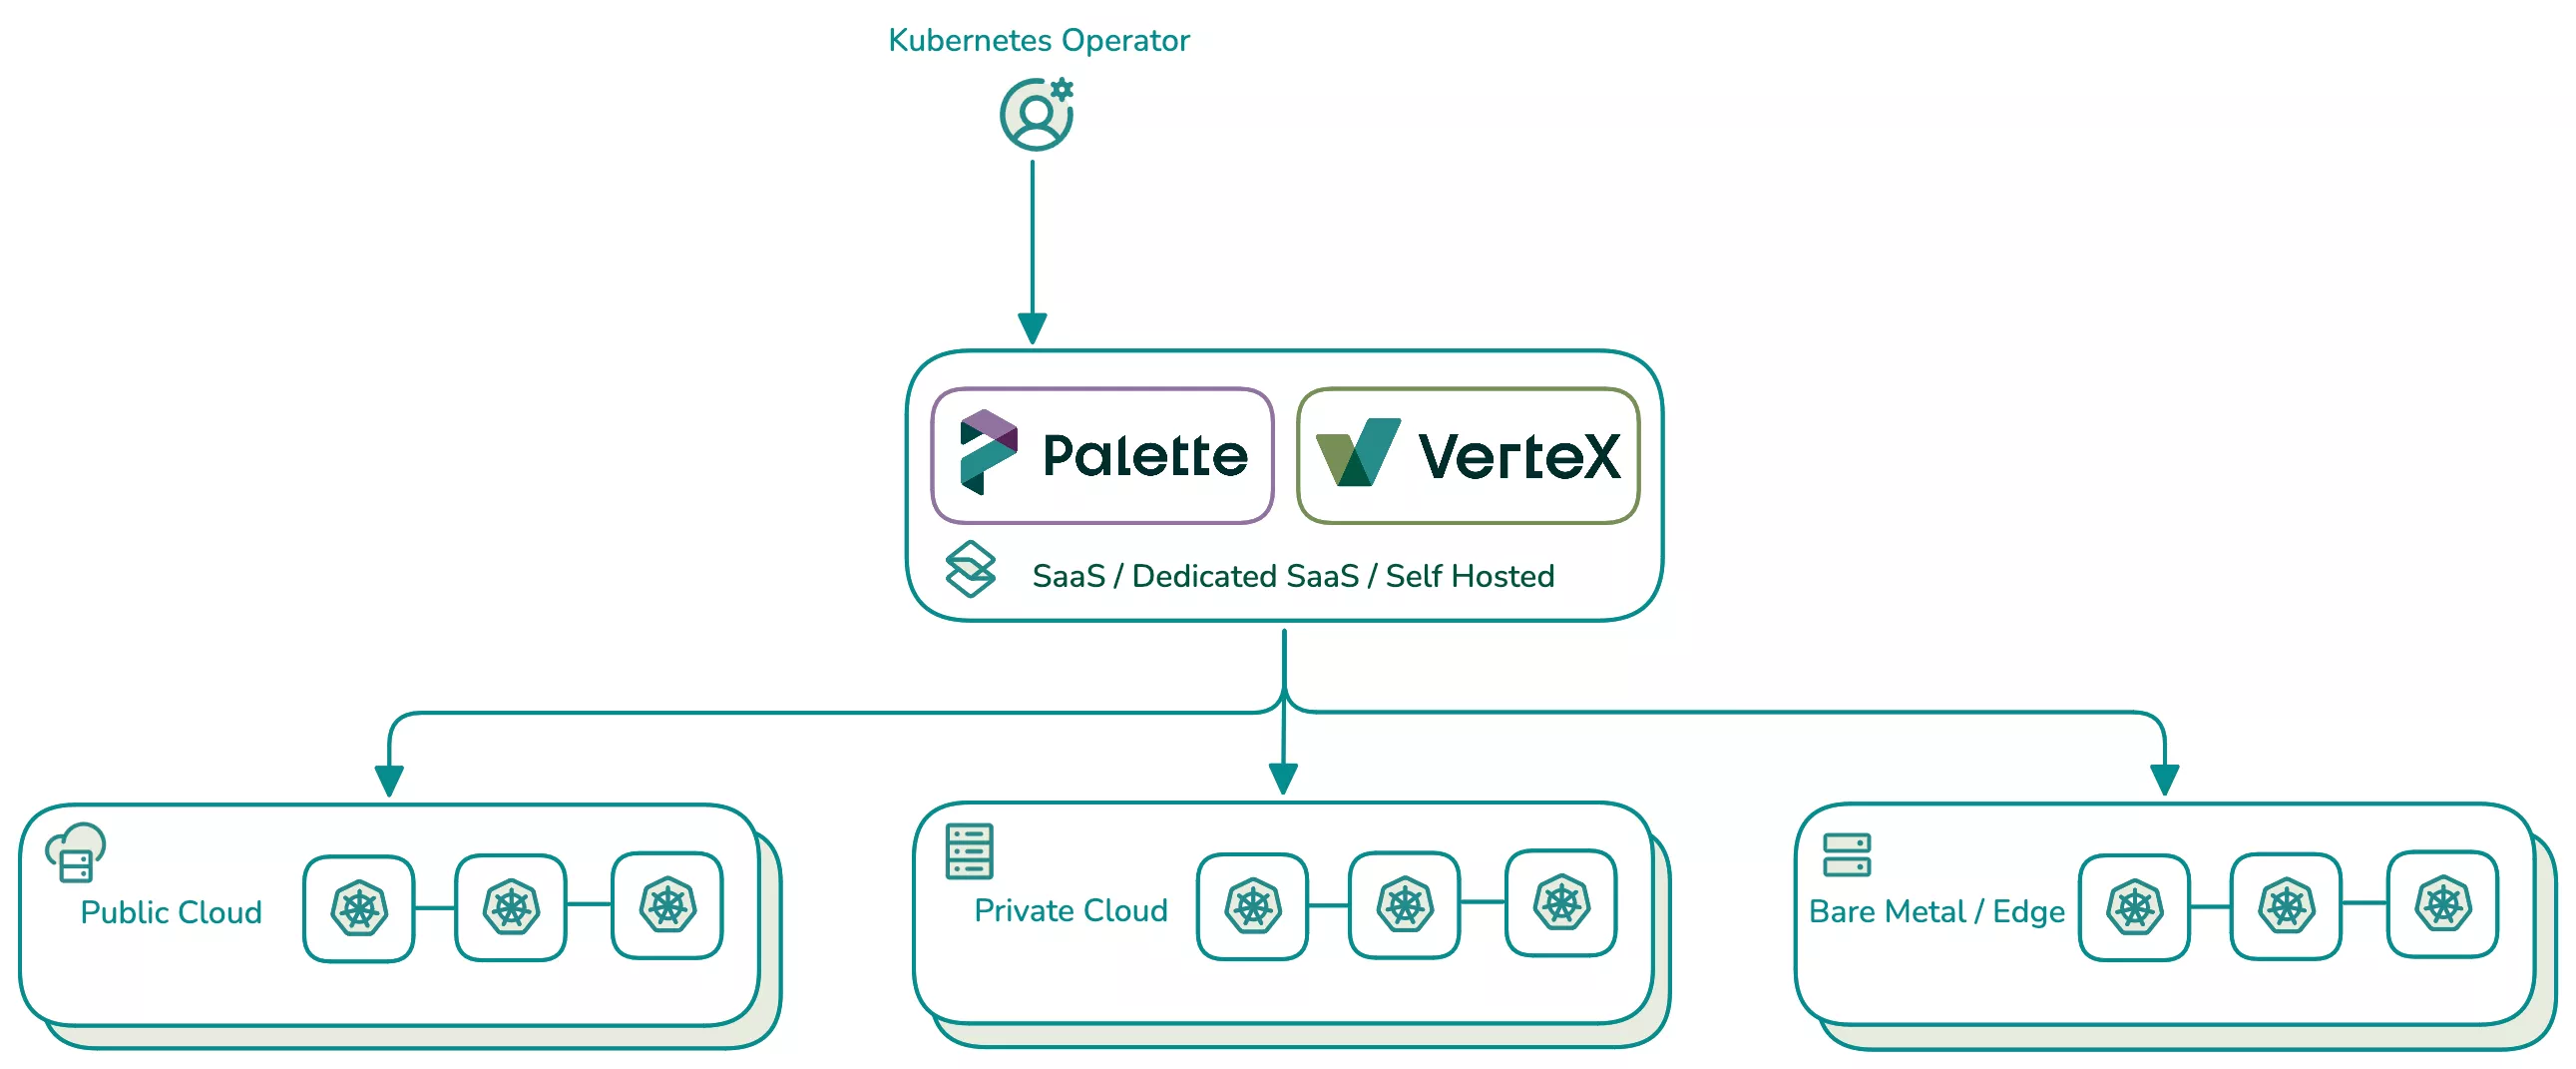 Kubernetes Operator
Palette
VerteX
SaaS / Dedicated SaaS / Self Hosted
Public Cloud
Private Cloud
Bare Metal / Edge